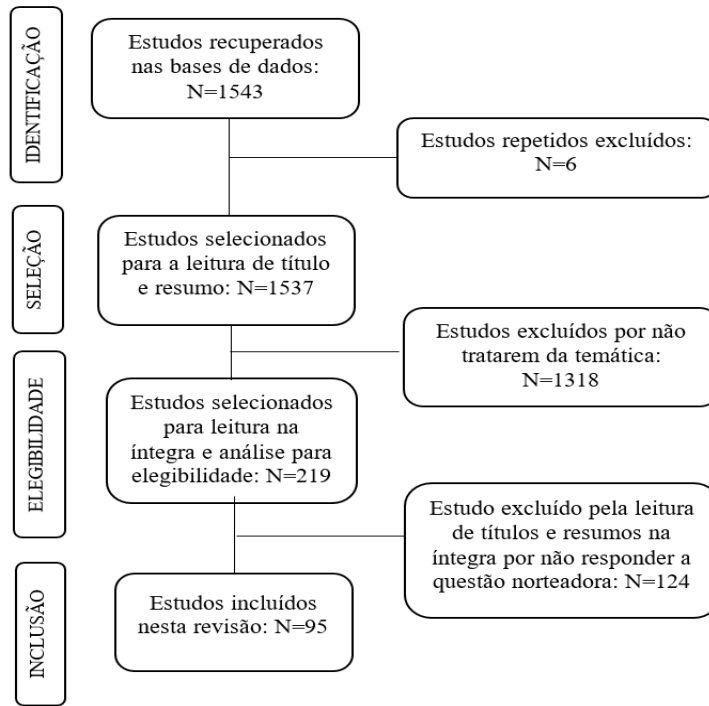 IDENTIFICAÇÃO
Estudos recuperados
nas bases de dados:
N=1543
Estudos repetidos excluídos:
N=6
SELEÇÃO
Estudos selecionados
para a leitura de título
e resumo: N=1537
Estudos excluídos por não
tratarem da temática:
N=1318
ELEGIBILIDADE
Estudos selecionados
para leitura na
íntegra e análise para
elegibilidade: N=219
Estudo excluído pela leitura
de títulos e resumos na
íntegra por não responder a
questão norteadora: N=124
INCLUSÃO
Estudos incluídos
nesta revisão: N=95